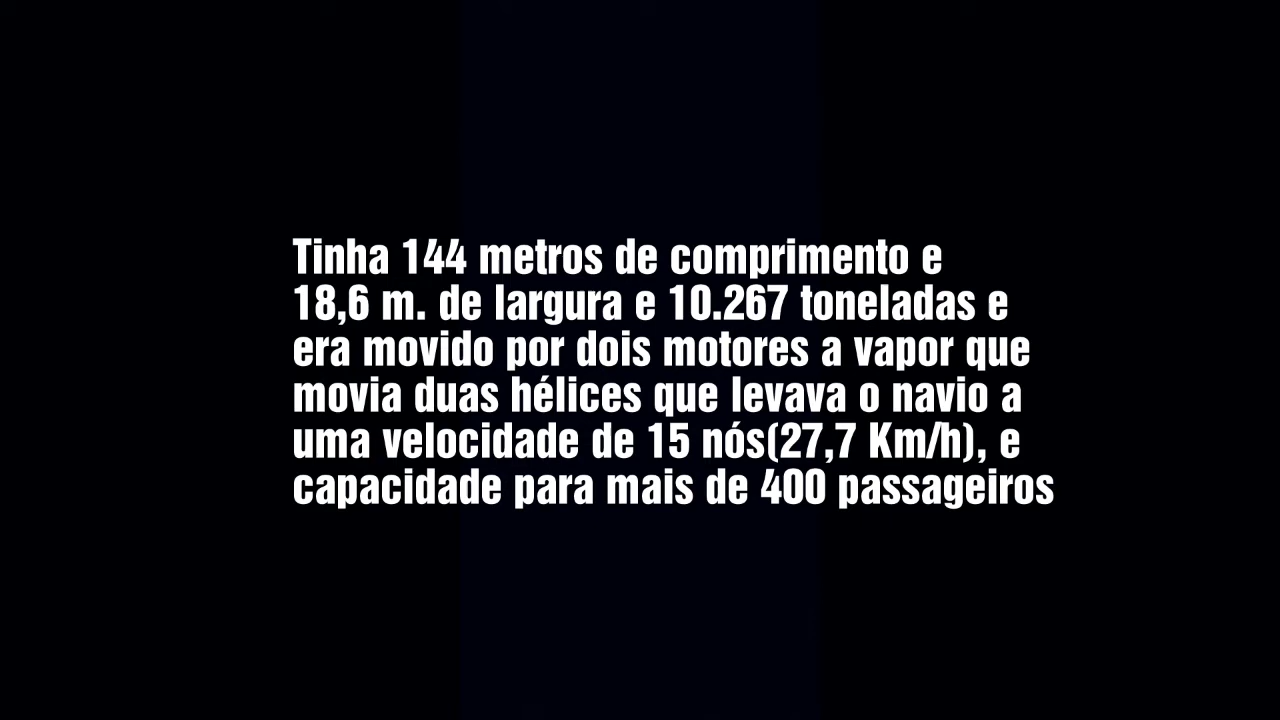 Tinha 144 metros de comprimento e
18,6 m. de largura e 10.267 toneladas e
era movido por dois motores a vapor que
movia duas hélices que levava o navio a
uma velocidade de 15 nós(27,7 Km/h), e
capacidade para mais de 400 passageiros